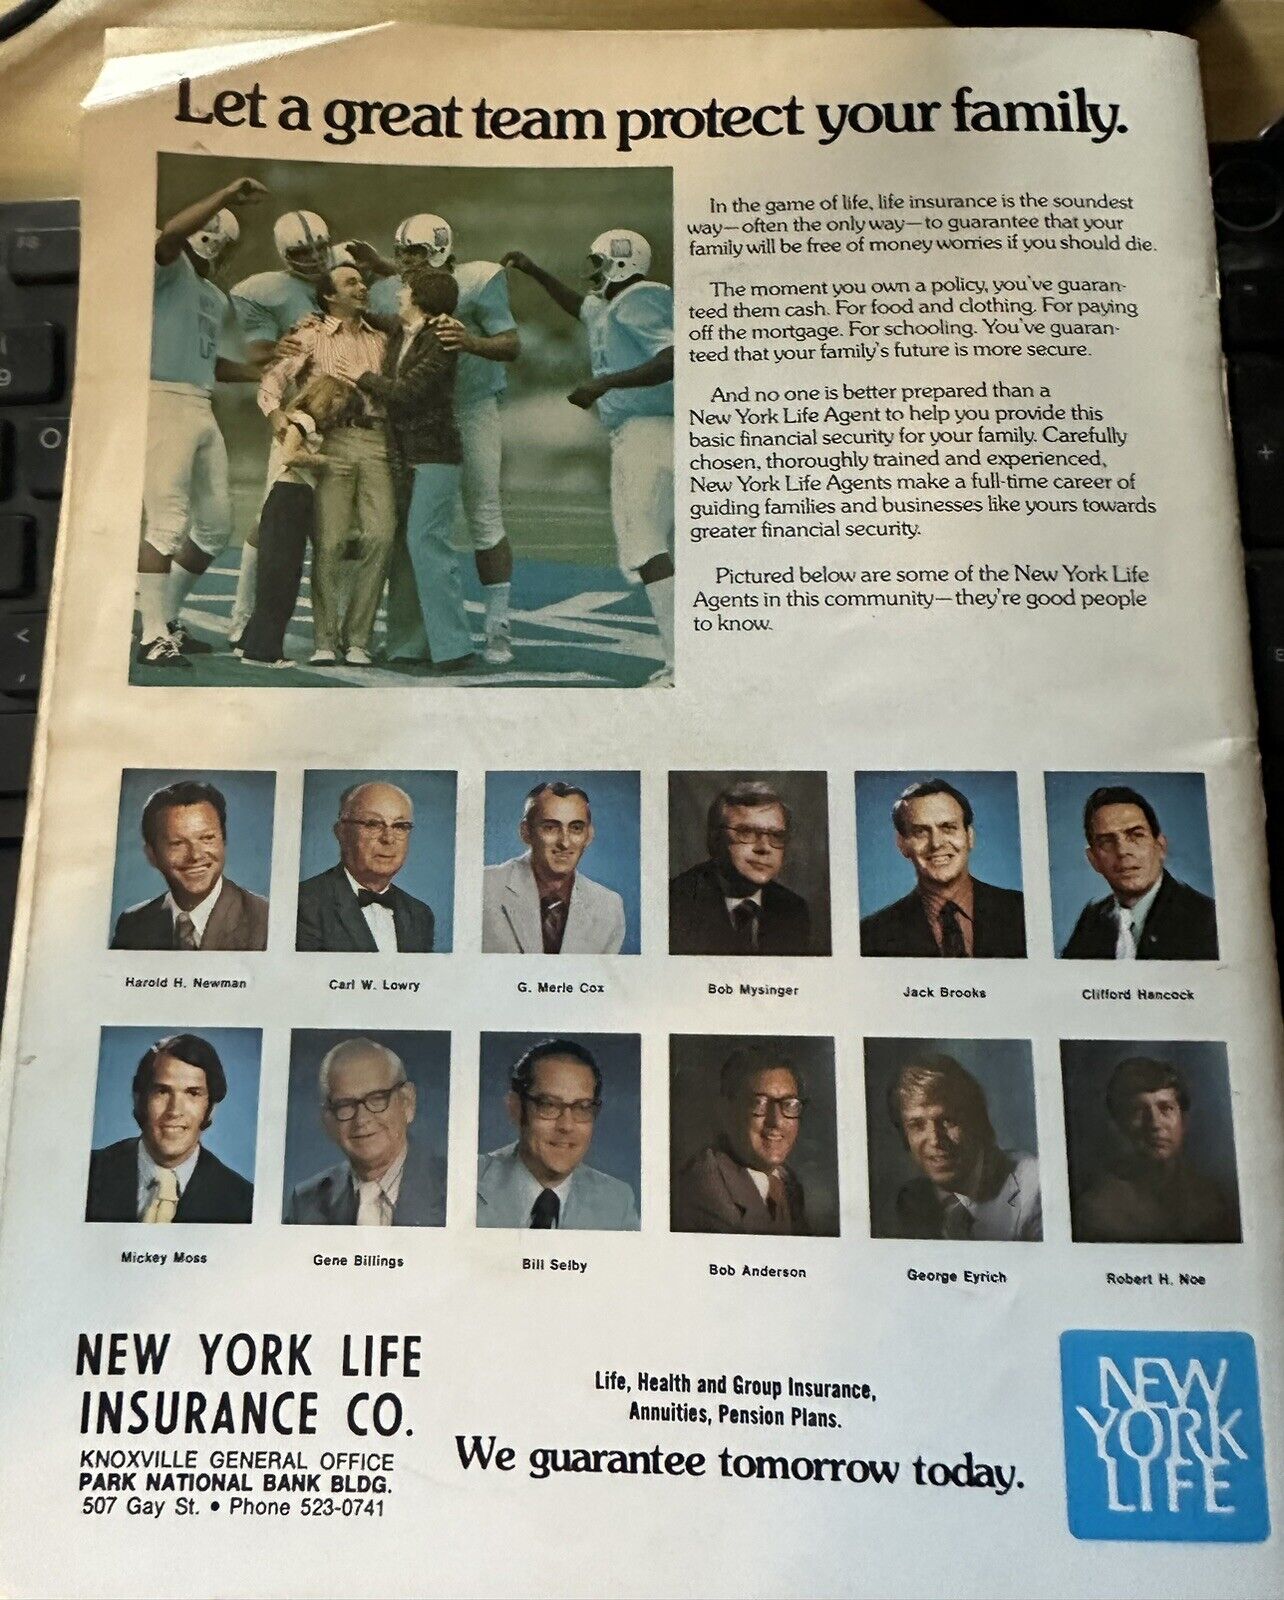 Let a great team protect your family.
In the game of life, life insurance is the soundest
way—often the only way—to guarantee that your
family will be free of money worries if you should die.
The moment you own a policy, you've guaran-
teed them cash. For food and clothing. For paying
off the mortgage. For schooling. You've guaran-
teed that your family's future is more secure.
And no one is better prepared than a
New York Life Agent to help you provide this
basic financial security for your family. Carefully
chosen, thoroughly trained and experienced,
New York Life Agents make a full-time career of
guiding families and businesses like yours towards
greater financial security.
Pictured below are some of the New York Life
Agents in this community—they're good people
to know.
Harold H. Newman
Carl W. Lowry
G. Merle Cox
Bob Mysinger
Jack Brooks
Clifford Hancock
Mickey Moss
Gene Billings
Bill Selby
Bob Anderson
George Eyrich
Robert H. Noe
NEW YORK LIFE
INSURANCE CO.
KNOXVILLE GENERAL OFFICE
PARK NATIONAL BANK BLDG.
507 Gay St. • Phone 523-0741
Life, Health and Group Insurance,
Annuities, Pension Plans.
We guarantee tomorrow today.
NEW
YORK
LIFE